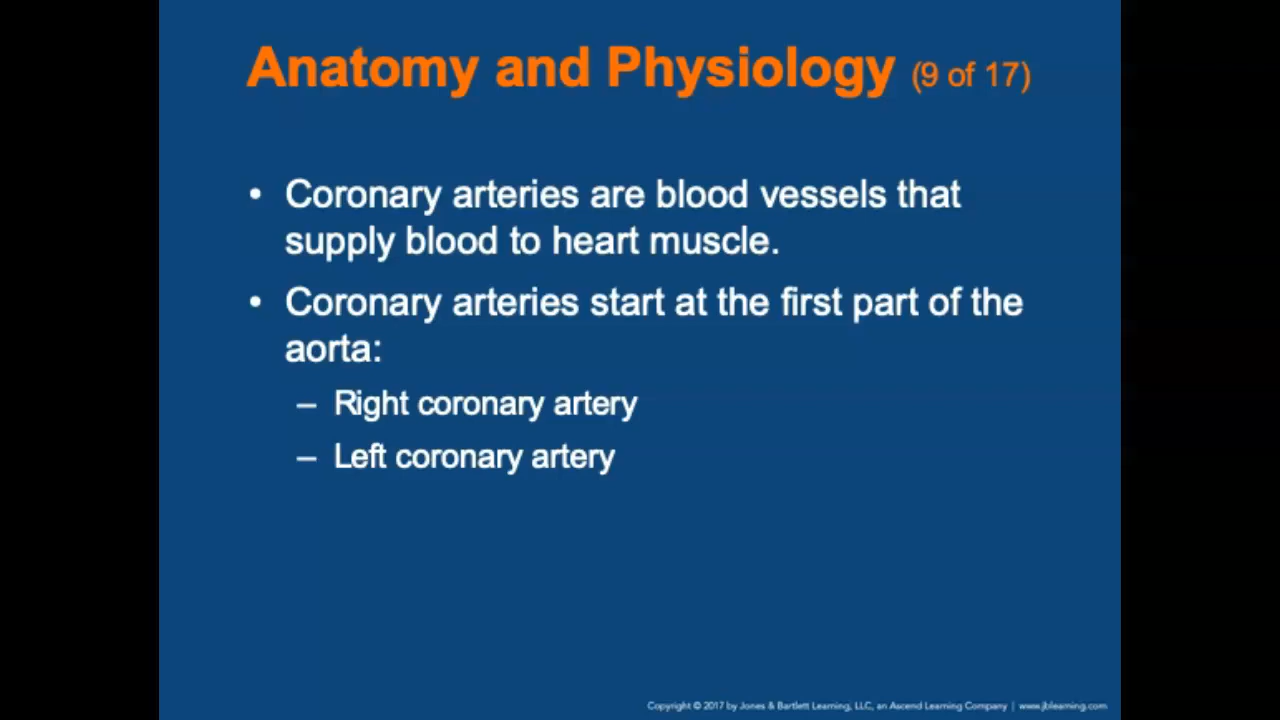 Anatomy and Physiology (9 of 17)
• Coronary arteries are blood vessels that
supply blood to heart muscle.
• Coronary arteries start at the first part of the
aorta:
– Right coronary artery
– Left coronary artery
Copyright © 2017 by Jones & Bartlett Learning, LLC, an Ascend Learning Company | www.jblearning.com